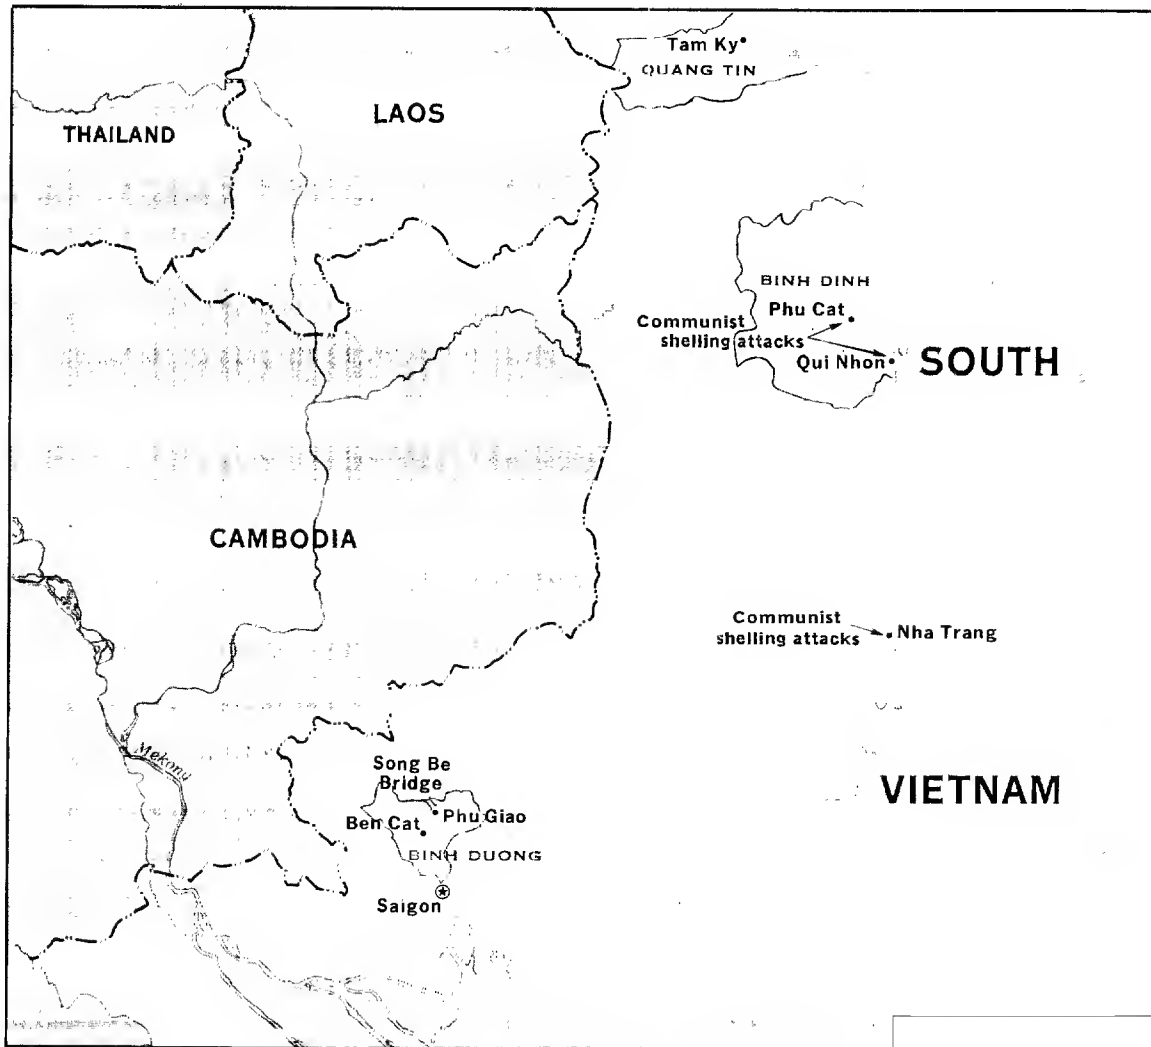 Tam Ky
QUANG TIN
LAOS
THAILAND
BINH DINH
Phu Cat
Communist
shelling attacks
Qui Nhon
SOUTH
CAMBODIA
Communist
shelling attacks
Nha Trang
Mekong
Song Be
Bridge
Phu Giao
Ben Cat
BINH DUONG
VIETNAM
Saigon